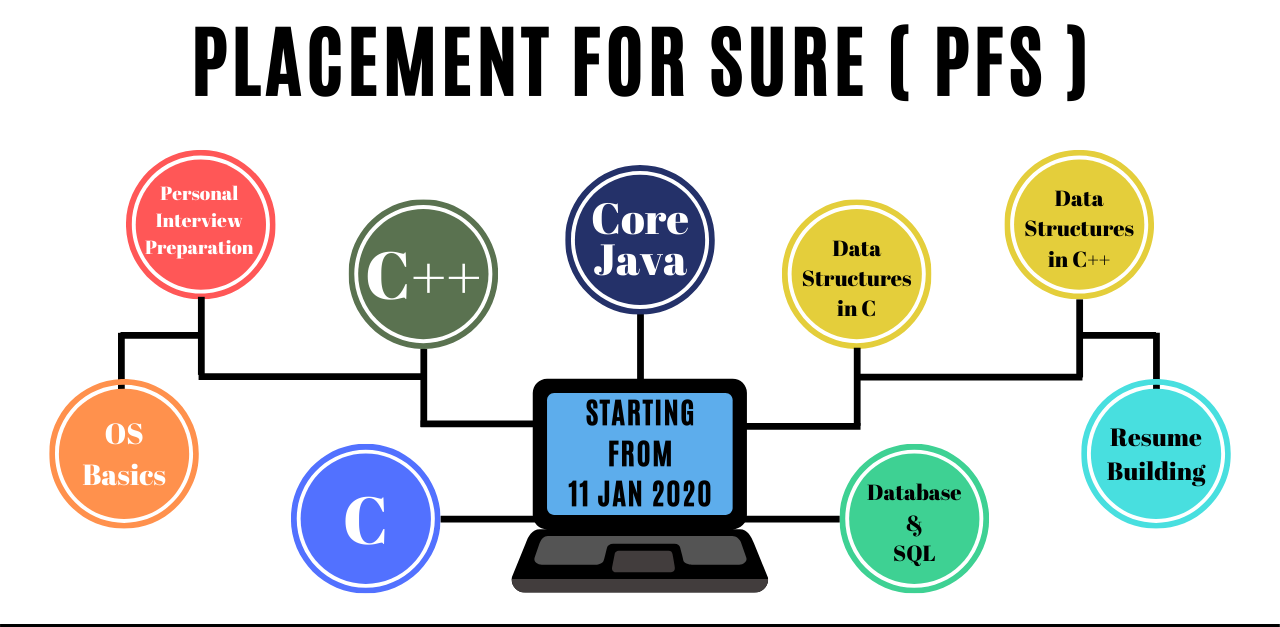 PLACEMENT FOR SURE ( PFS )
Personal
Interview
Preparation
C++
Core
Java
Data
Structures
in C
Data
Structures
in C++
OS
Basics
C
STARTING
FROM
11 JAN 2020
Database
&
SQL
Resume
Building